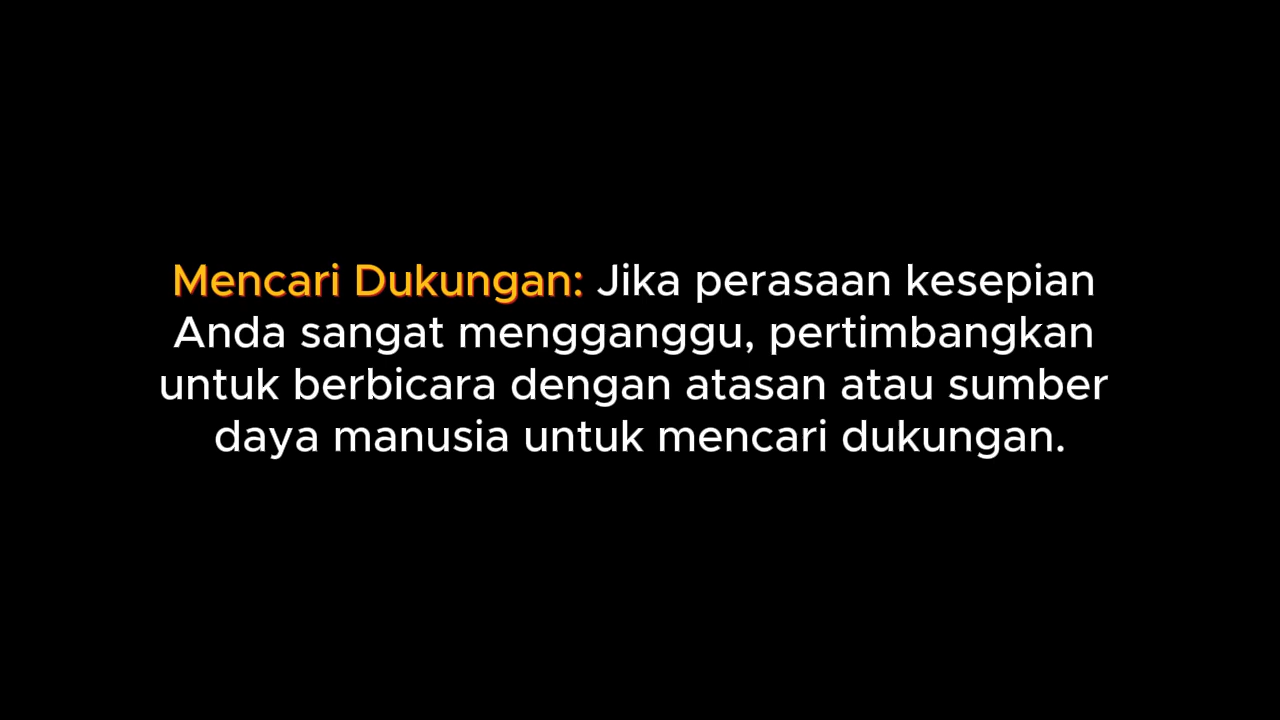 Mencari Dukungan: Jika perasaan kesepian
Anda sangat mengganggu, pertimbangkan
untuk berbicara dengan atasan atau sumber
daya manusia untuk mencari dukungan.